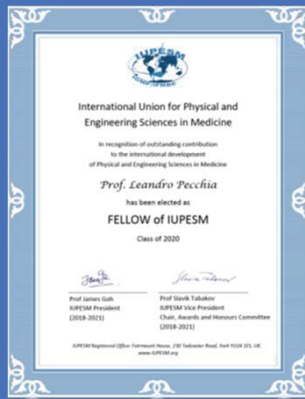 IUPESM
International Union for Physical and
Engineering Sciences in Medicine
In recognition of outstanding contribution
to the international development
of Physical and Engineering Sciences in Medicine
Prof. Leandro Pecchia
has been elected as
FELLOW of IUPESM
Class of 2020
Prof James Goh
IUPESM President
(2018-2021)
Prof Slavik Tabakov
IUPESM Vice President
Chair, Awards and Honours Committee
(2018-2021)
IUPESM Registered Office: Fairmount House, 230 Tadcaster Road, York YO24 1ES, UK.
www.IUPESM.org